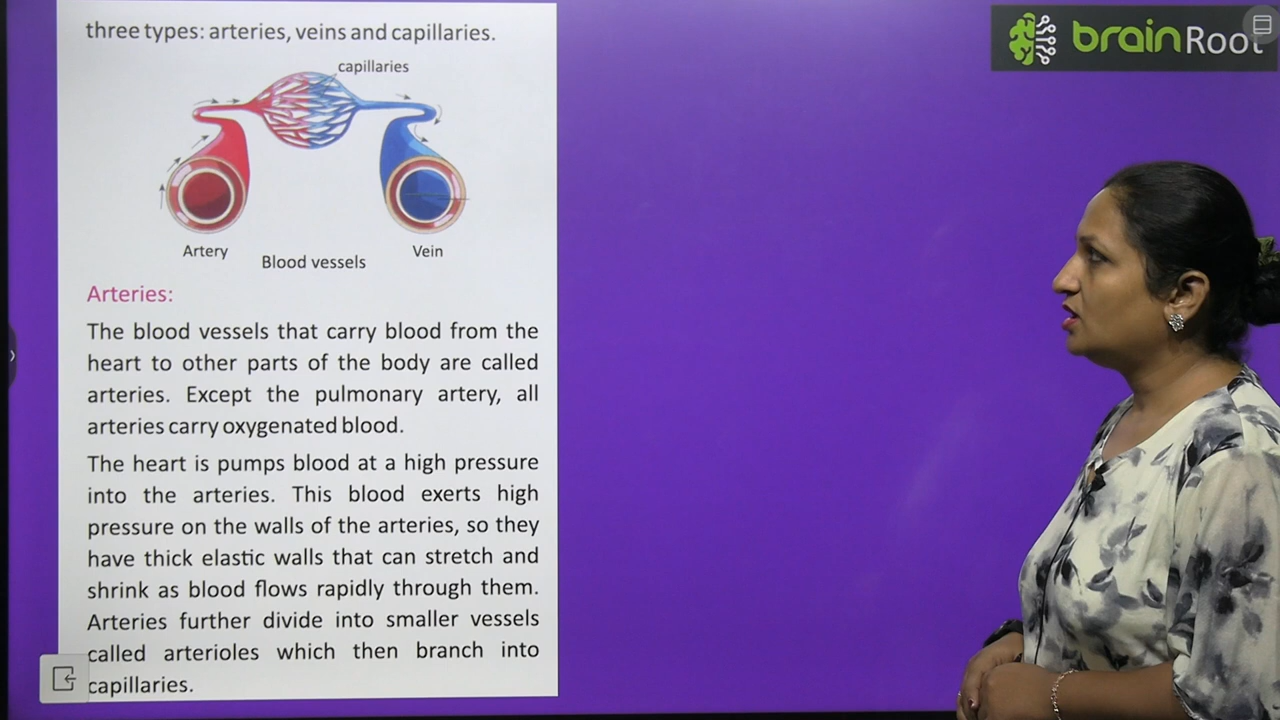 three types: arteries, veins and capillaries.
capillaries
Artery
Blood vessels
Vein
Arteries:
The blood vessels that carry blood from the
heart to other parts of the body are called
arteries. Except the pulmonary artery, all
arteries carry oxygenated blood.
The heart is pumps blood at a high pressure
into the arteries. This blood exerts high
pressure on the walls of the arteries, so they
have thick elastic walls that can stretch and
shrink as blood flows rapidly through them.
Arteries further divide into smaller vessels
called arterioles which then branch into
capillaries.
brainRoot